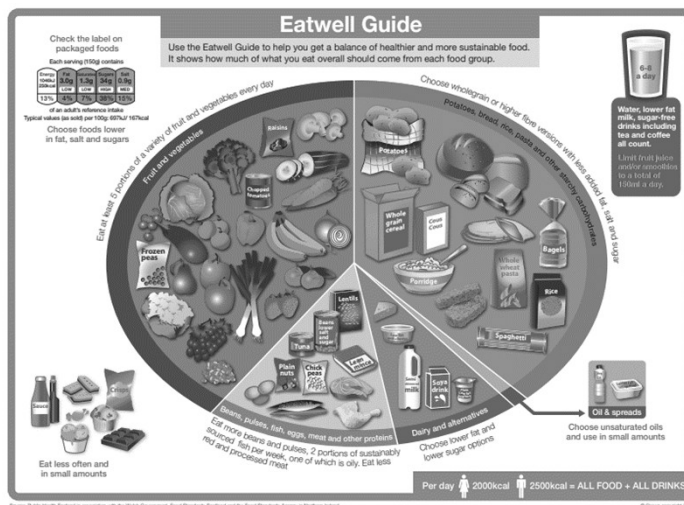 Eatwell Guide
Use the Eatwell Guide to help you get a balance of healthier and more sustainable food.
It shows how much of what you eat overall should come from each food group.
Check the label on
packaged foods
Each serving (150g) contains
Energy
1046kJ
250kcal
Fat
3.0g
LOW
Saturates
1.3g
LOW
Sugars
34g
HIGH
Salt
0.9g
MED
13%
4%
7%
38%
15%
of an adult's reference intake
Typical values (as sold) per 100g: 697kJ/ 167kcal
Choose foods lower
in fat, salt and sugars
6-8
a day
Water, lower fat
milk, sugar-free
drinks including
tea and coffee
all count.
Limit fruit juice
and/or smoothies
to a total of
150ml a day.
Eat at least 5 portions of a variety of fruit and vegetables every day
Fruit and vegetables
Raisins
Chopped
tomatoes
Frozen
peas
Choose wholegrain or higher fibre versions with less added fat, salt and sugar
Potatoes, bread, rice, pasta and other starchy carbohydrates
Potatoes
Whole
grain
cereal
Cous
Cous
Porridge
Bagels
Whole
wheat
pasta
Rice
Spaghetti
Lentils
Beans
lower
salt
and
sugar
Tuna
Plain
nuts
Chick
peas
Lean
mince
Beans, pulses, fish, eggs, meat and other proteins
Eat more beans and pulses, 2 portions of sustainably
sourced fish per week, one of which is oily. Eat less
red and processed meat
milk
Soya
drink
Dairy and alternatives
Choose lower fat and
lower sugar options
Oil & spreads
Choose unsaturated oils
and use in small amounts
Sauce
Crisps
Eat less often and
in small amounts
Per day 2000kcal 2500kcal = ALL FOOD + ALL DRINKS